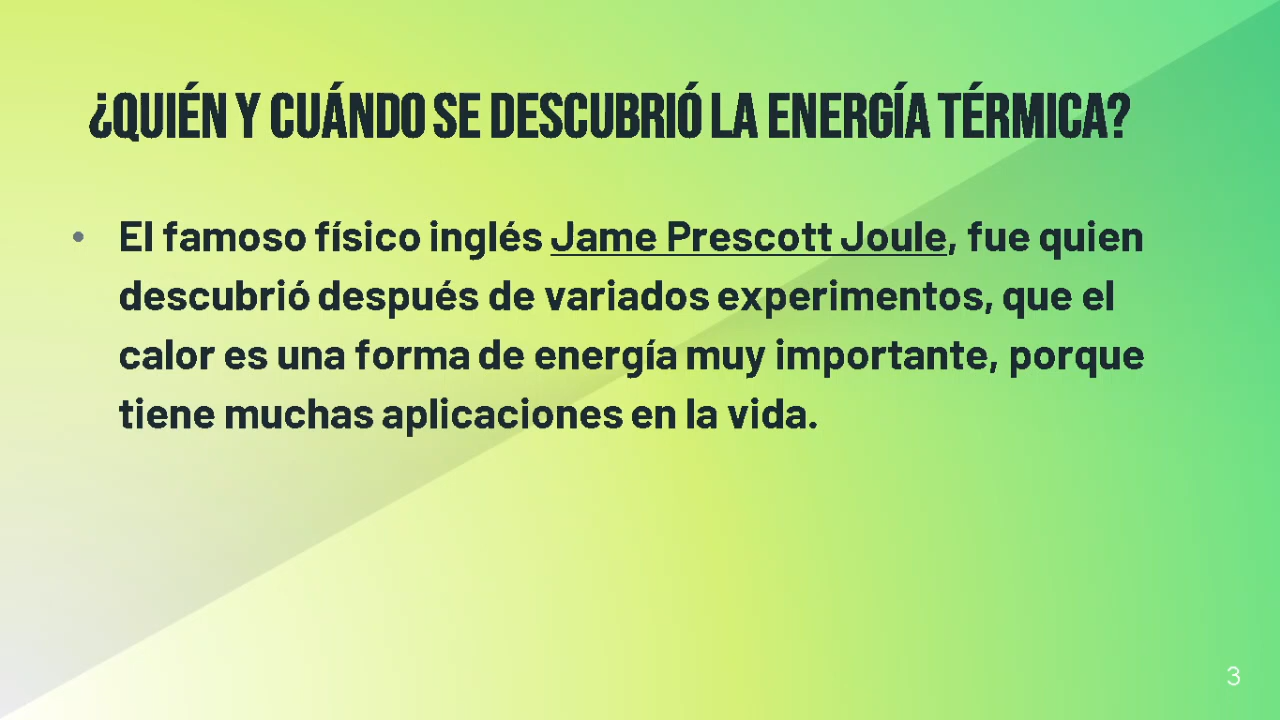 ¿QUIÉN Y CUÁNDO SE DESCUBRIÓ LA ENERGÍA TÉRMICA?
• El famoso físico inglés Jame Prescott Joule, fue quien
descubrió después de variados experimentos, que el
calor es una forma de energía muy importante, porque
tiene muchas aplicaciones en la vida.
3